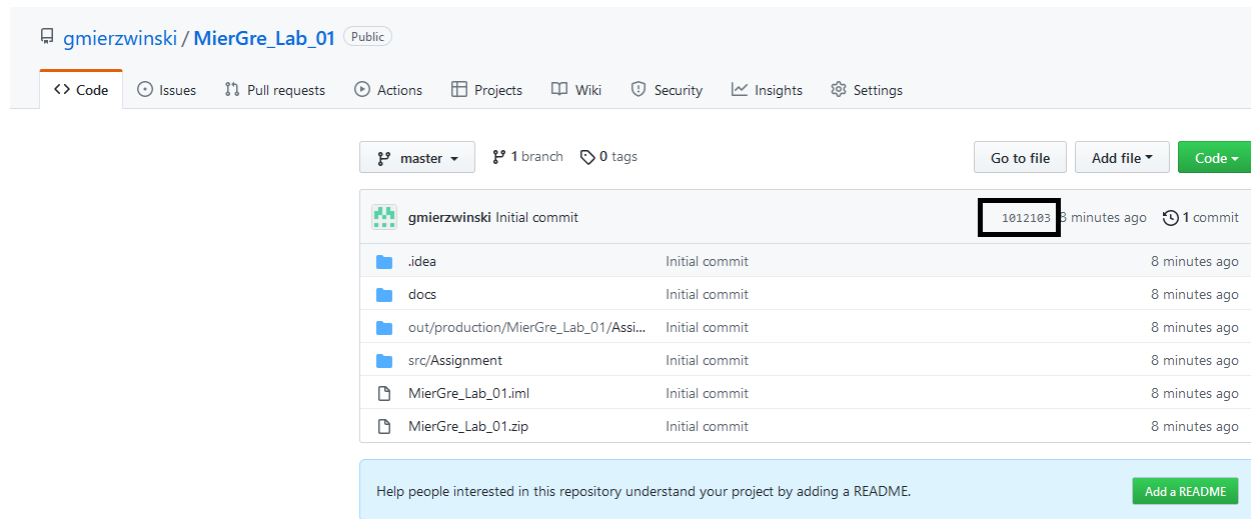 gmierzwinski / MierGre_Lab_01 Public
Code Issues Pull requests Actions Projects Wiki Security Insights Settings
master 1 branch 0 tags Go to file Add file Code
gmierzwinski Initial commit 1012103 8 minutes ago 1 commit
.idea Initial commit 8 minutes ago
docs Initial commit 8 minutes ago
out/production/MierGre_Lab_01/Assi... Initial commit 8 minutes ago
src/Assignment Initial commit 8 minutes ago
MierGre_Lab_01.iml Initial commit 8 minutes ago
MierGre_Lab_01.zip Initial commit 8 minutes ago
Help people interested in this repository understand your project by adding a README. Add a README